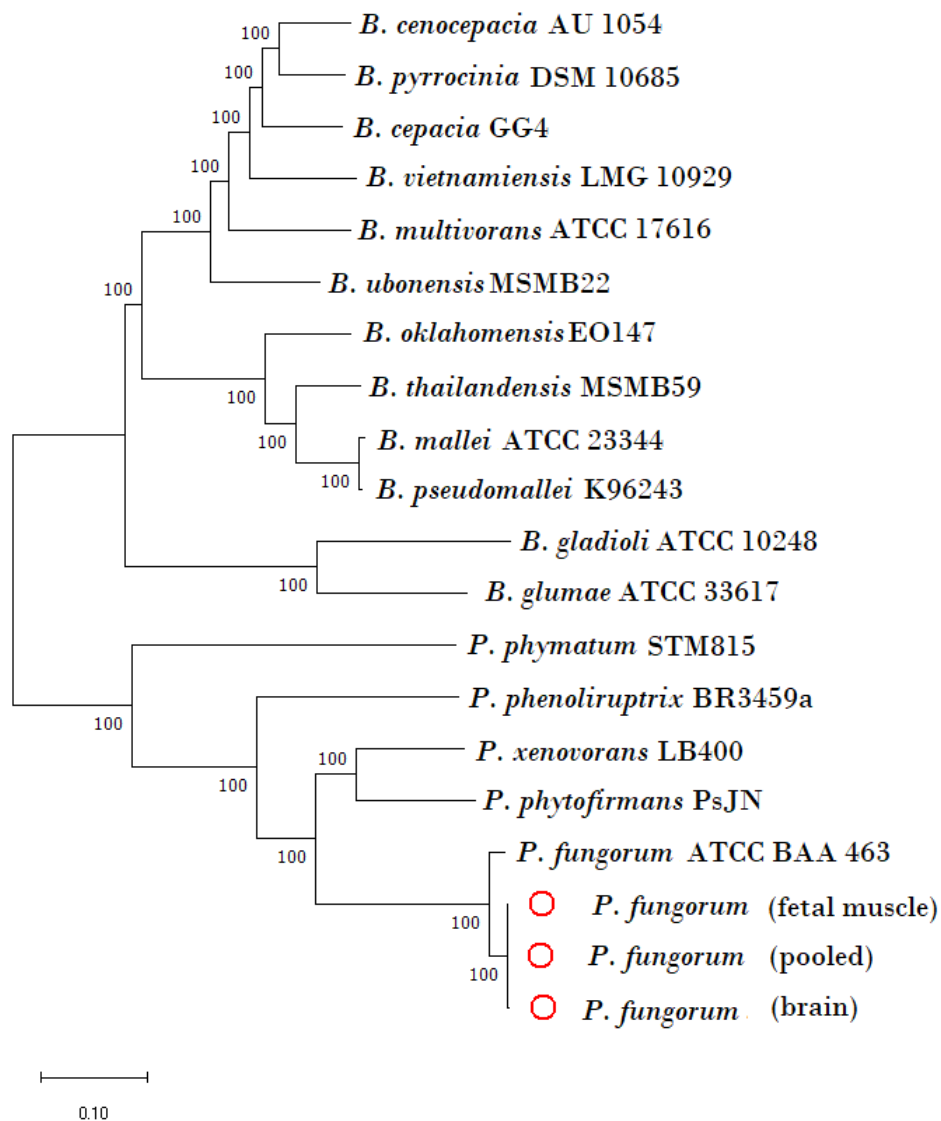 100 B. cenocepacia AU 1054
100 B. pyrrocinia DSM 10685
100 B. cepacia GG4
100 B. vietnamiensis LMG 10929
100 B. multivorans ATCC 17616
100 B. ubonensis MSMB22
B. oklahomensis EO147
100 B. thailandensis MSMB59
100 B. mallei ATCC 23344
100 B. pseudomallei K96243
B. gladioli ATCC 10248
100 B. glumae ATCC 33617
P. phymatum STM815
100 P. phenoliruptrix BR3459a
100 100 P. xenovorans LB400
P. phytofirmans PsJN
100 P. fungorum ATCC BAA 463
100 P. fungorum (fetal muscle)
100 P. fungorum (pooled)
P. fungorum (brain)
0.10